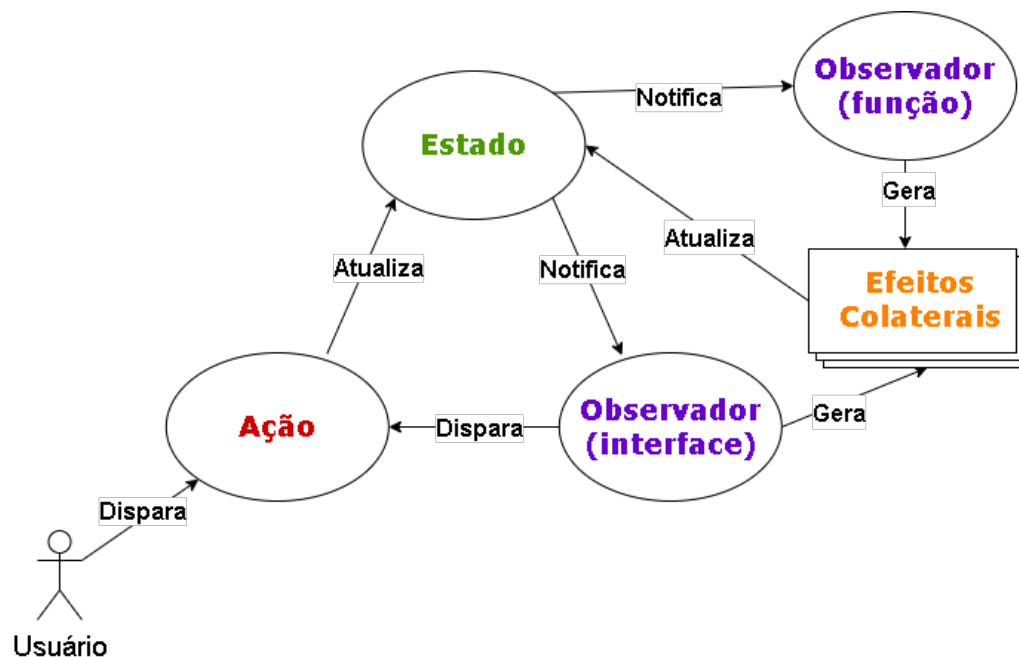 Observador
(função)
Notifica
Estado
Gera
Atualiza
Atualiza
Notifica
Efeitos
Colaterais
Observador
(interface)
Gera
Ação
Dispara
Dispara
Usuário